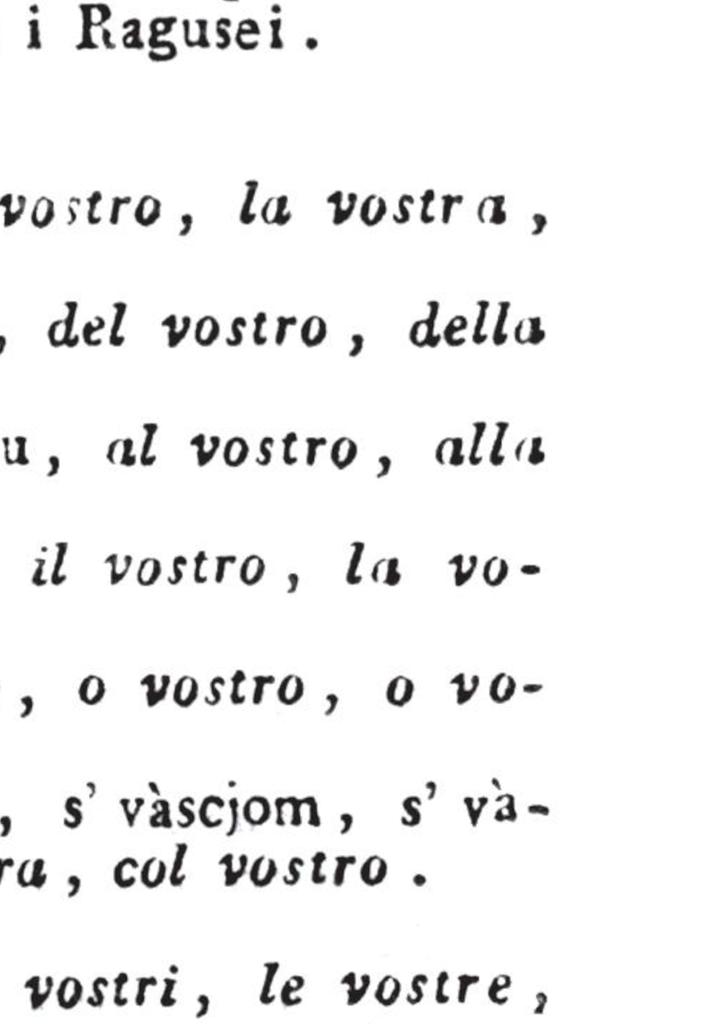 i Ragusei.
vostro, la vostra,
, del vostro, della
u, al vostro, alla
il vostro, la vo-
, o vostro, o vo-
, s' vàscjom, s' và-
ra, col vostro.
vostri, le vostre,